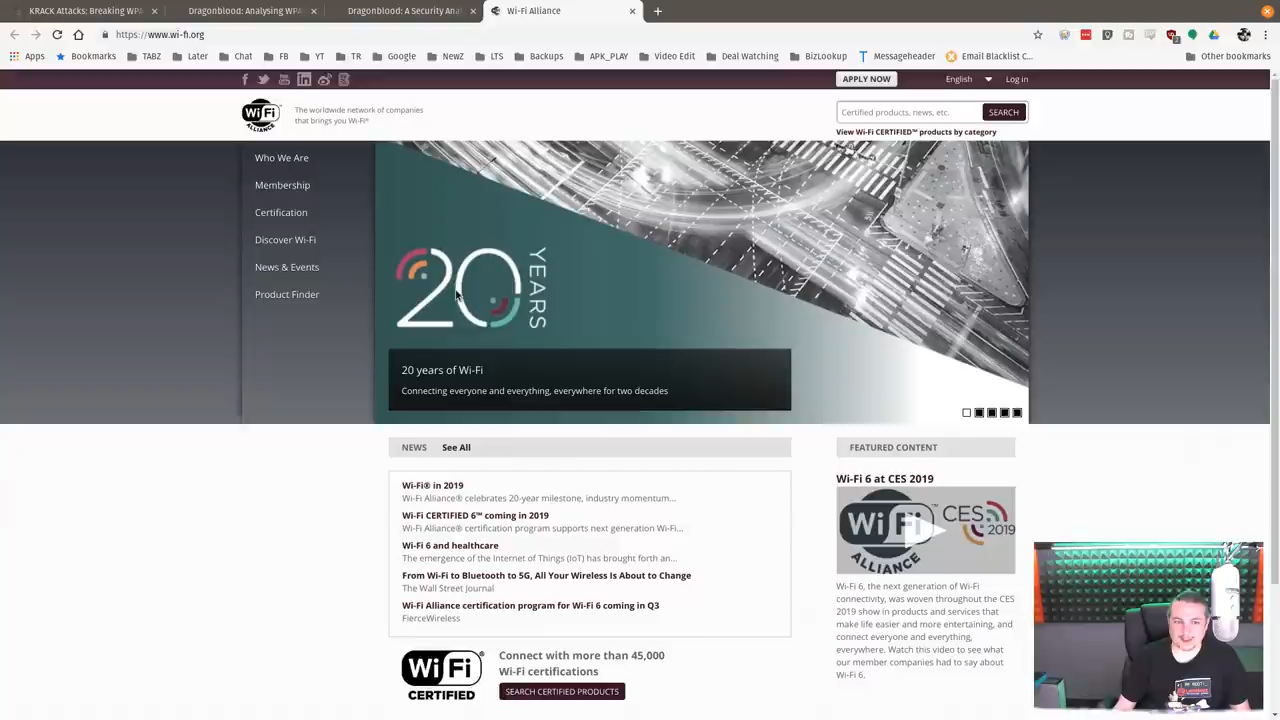 KRACK Attacks: Breaking WPA
Dragonblood: Analysing WPA
Dragonblood: A Security Anal
Wi-Fi Alliance
https://www.wi-fi.org
Apps
Bookmarks
TABZ
Later
Chat
FB
YT
TR
Google
NewZ
LTS
Backups
APK_PLAY
Video Edit
Deal Watching
BizLookup
Messageheader
Email Blacklist C...
Other bookmarks
APPLY NOW
English
Log in
Wi Fi
ALLIANCE
The worldwide network of companies
that brings you Wi-Fi®
Certified products, news, etc.
SEARCH
View Wi-Fi CERTIFIED™ products by category
Who We Are
Membership
Certification
Discover Wi-Fi
News & Events
Product Finder
20 YEARS
20 years of Wi-Fi
Connecting everyone and everything, everywhere for two decades
NEWS See All
Wi-Fi® in 2019
Wi-Fi Alliance® celebrates 20-year milestone, industry momentum...
Wi-Fi CERTIFIED 6™ coming in 2019
Wi-Fi Alliance® certification program supports next generation Wi-Fi...
Wi-Fi 6 and healthcare
The emergence of the Internet of Things (IoT) has brought forth an...
From Wi-Fi to Bluetooth to 5G, All Your Wireless Is About to Change
The Wall Street Journal
Wi-Fi Alliance certification program for Wi-Fi 6 coming in Q3
FierceWireless
Wi Fi®
CERTIFIED
Connect with more than 45,000
Wi-Fi certifications
SEARCH CERTIFIED PRODUCTS
FEATURED CONTENT
Wi-Fi 6 at CES 2019
Wi Fi™
ALLIANCE
CES
2019
Wi-Fi 6, the next generation of Wi-Fi
connectivity, was woven throughout the CES
2019 show in products and services that
make life easier and more entertaining, and
connect everyone and everything,
everywhere. Watch this video to see what
our member companies had to say about
Wi-Fi 6.